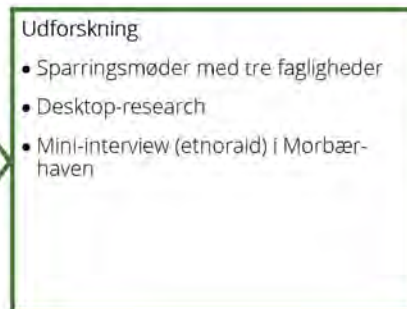 Udforskning
• Sparringsmøder med tre fagligheder
• Desktop-research
• Mini-interview (etnoraid) i Morbær-
haven